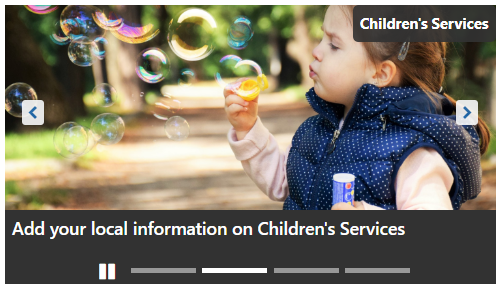 Children's Services
Add your local information on Children's Services